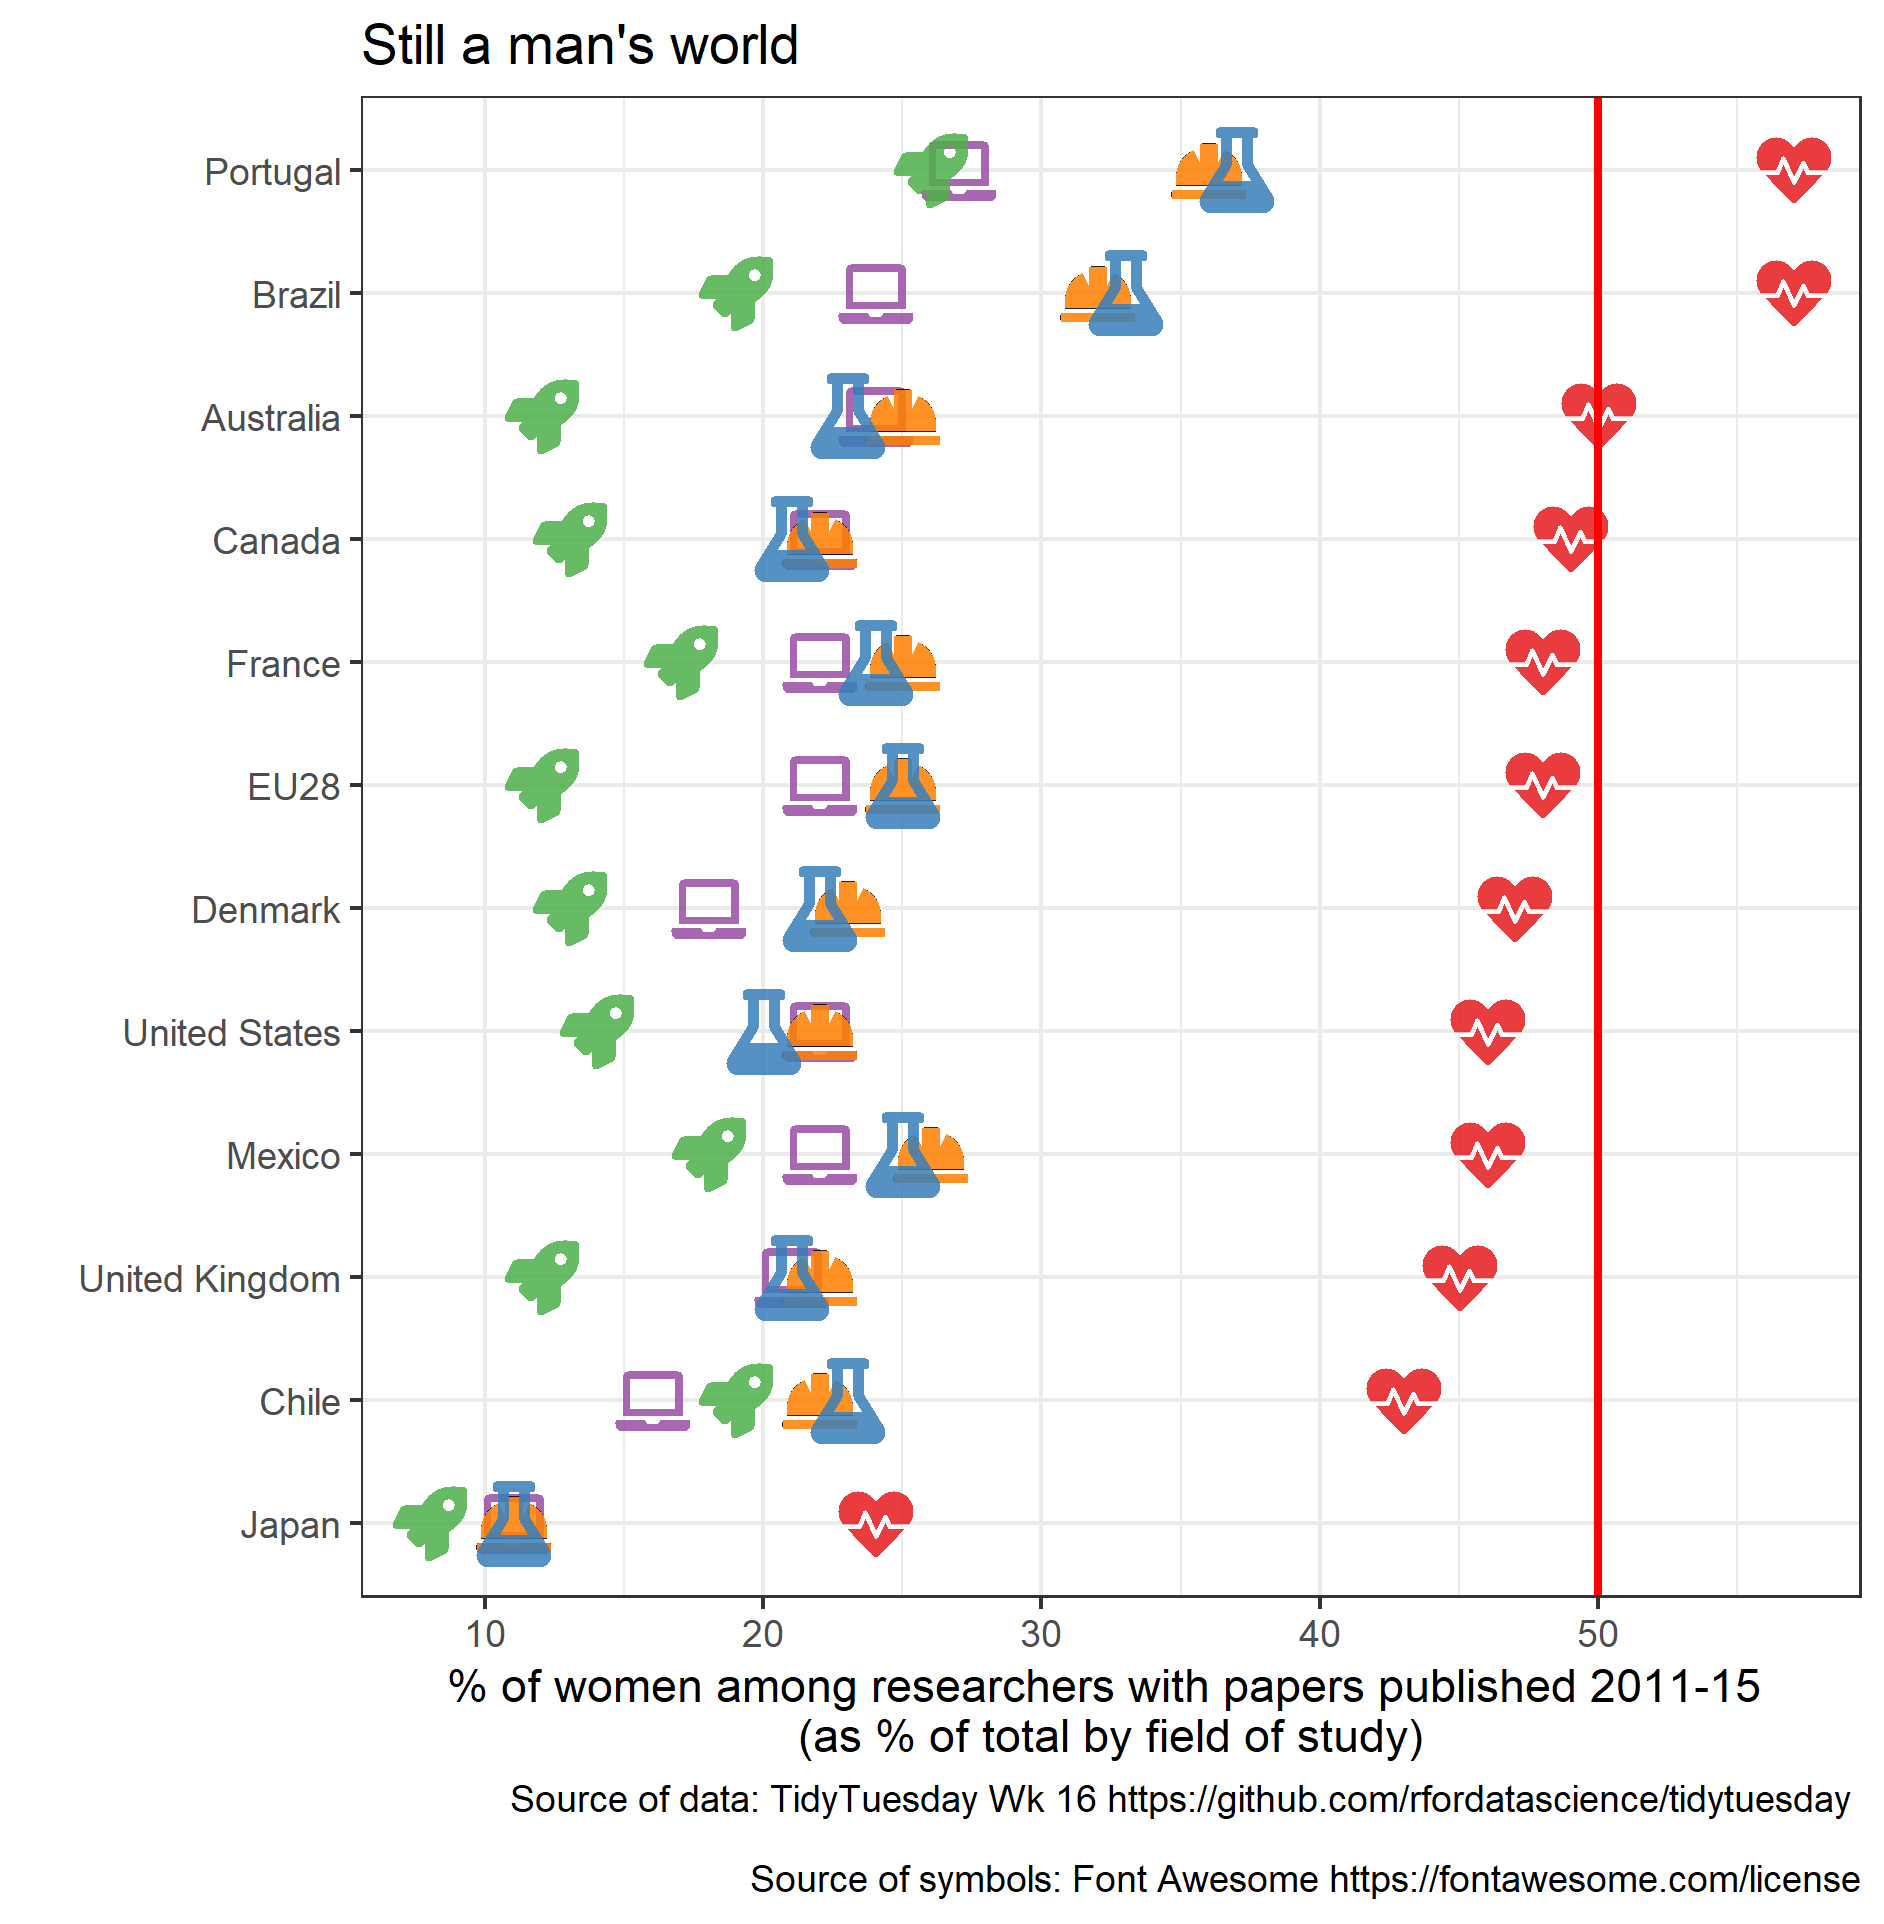 Still a man's world
Portugal
Brazil
Australia
Canada
France
EU28
Denmark
United States
Mexico
United Kingdom
Chile
Japan
10 20 30 40 50
% of women among researchers with papers published 2011-15
(as % of total by field of study)
Source of data: TidyTuesday Wk 16 https://github.com/rfordatascience/tidytuesday
Source of symbols: Font Awesome https://fontawesome.com/license